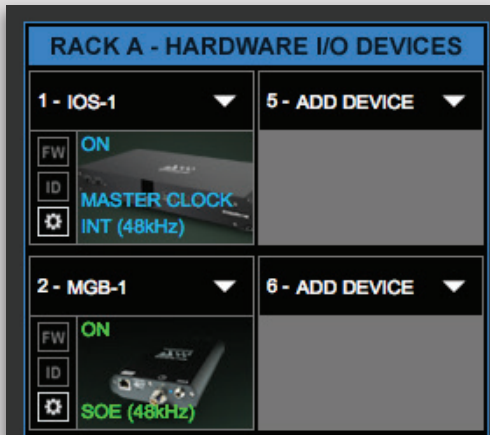 RACK A - HARDWARE I/O DEVICES
1 - IOS-1
5 - ADD DEVICE
FW
ON
ID
MASTER CLOCK
INT (48kHz)
2 - MGB-1
6 - ADD DEVICE
FW
ON
ID
SOE (48kHz)